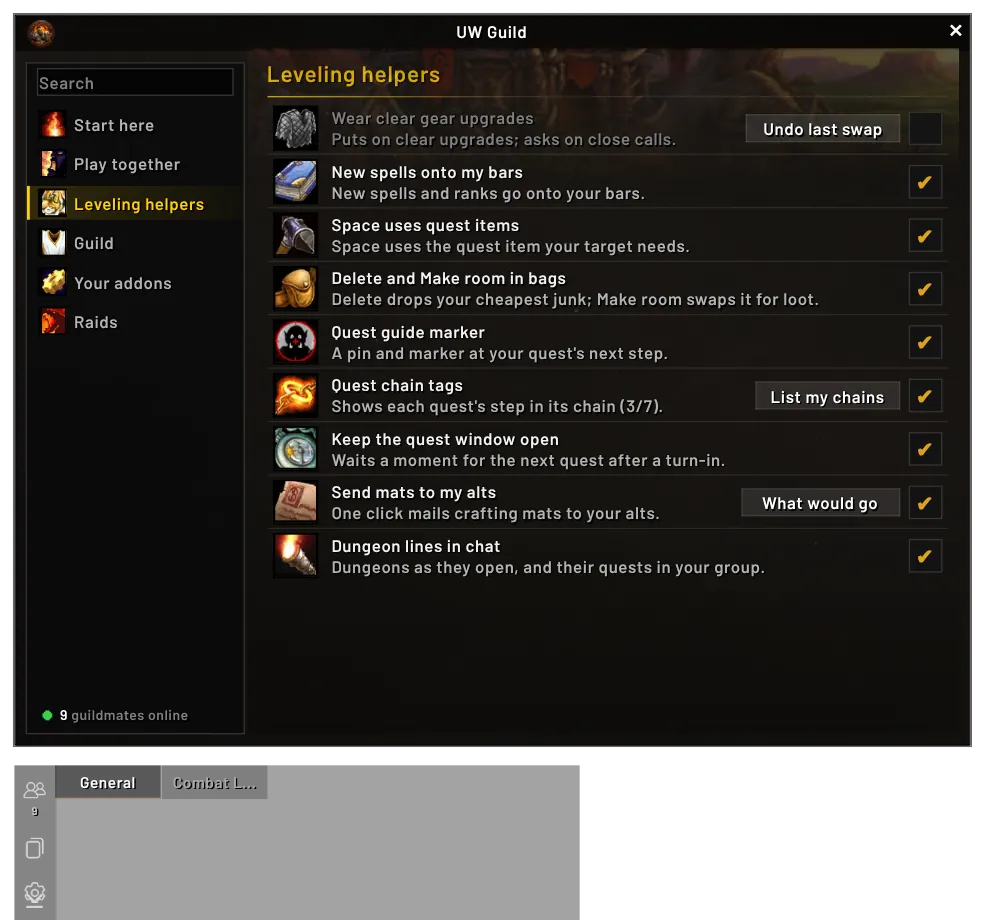 UW Guild
Search
Start here
Play together
Leveling helpers
Guild
Your addons
Raids
9 guildmates online
Leveling helpers
Wear clear gear upgrades
Puts on clear upgrades; asks on close calls.
Undo last swap
New spells onto my bars
New spells and ranks go onto your bars.
Space uses quest items
Space uses the quest item your target needs.
Delete and Make room in bags
Delete drops your cheapest junk; Make room swaps it for loot.
Quest guide marker
A pin and marker at your quest's next step.
Quest chain tags
Shows each quest's step in its chain (3/7).
List my chains
Keep the quest window open
Waits a moment for the next quest after a turn-in.
Send mats to my alts
One click mails crafting mats to your alts.
What would go
Dungeon lines in chat
Dungeons as they open, and their quests in your group.
General
Combat L...
9